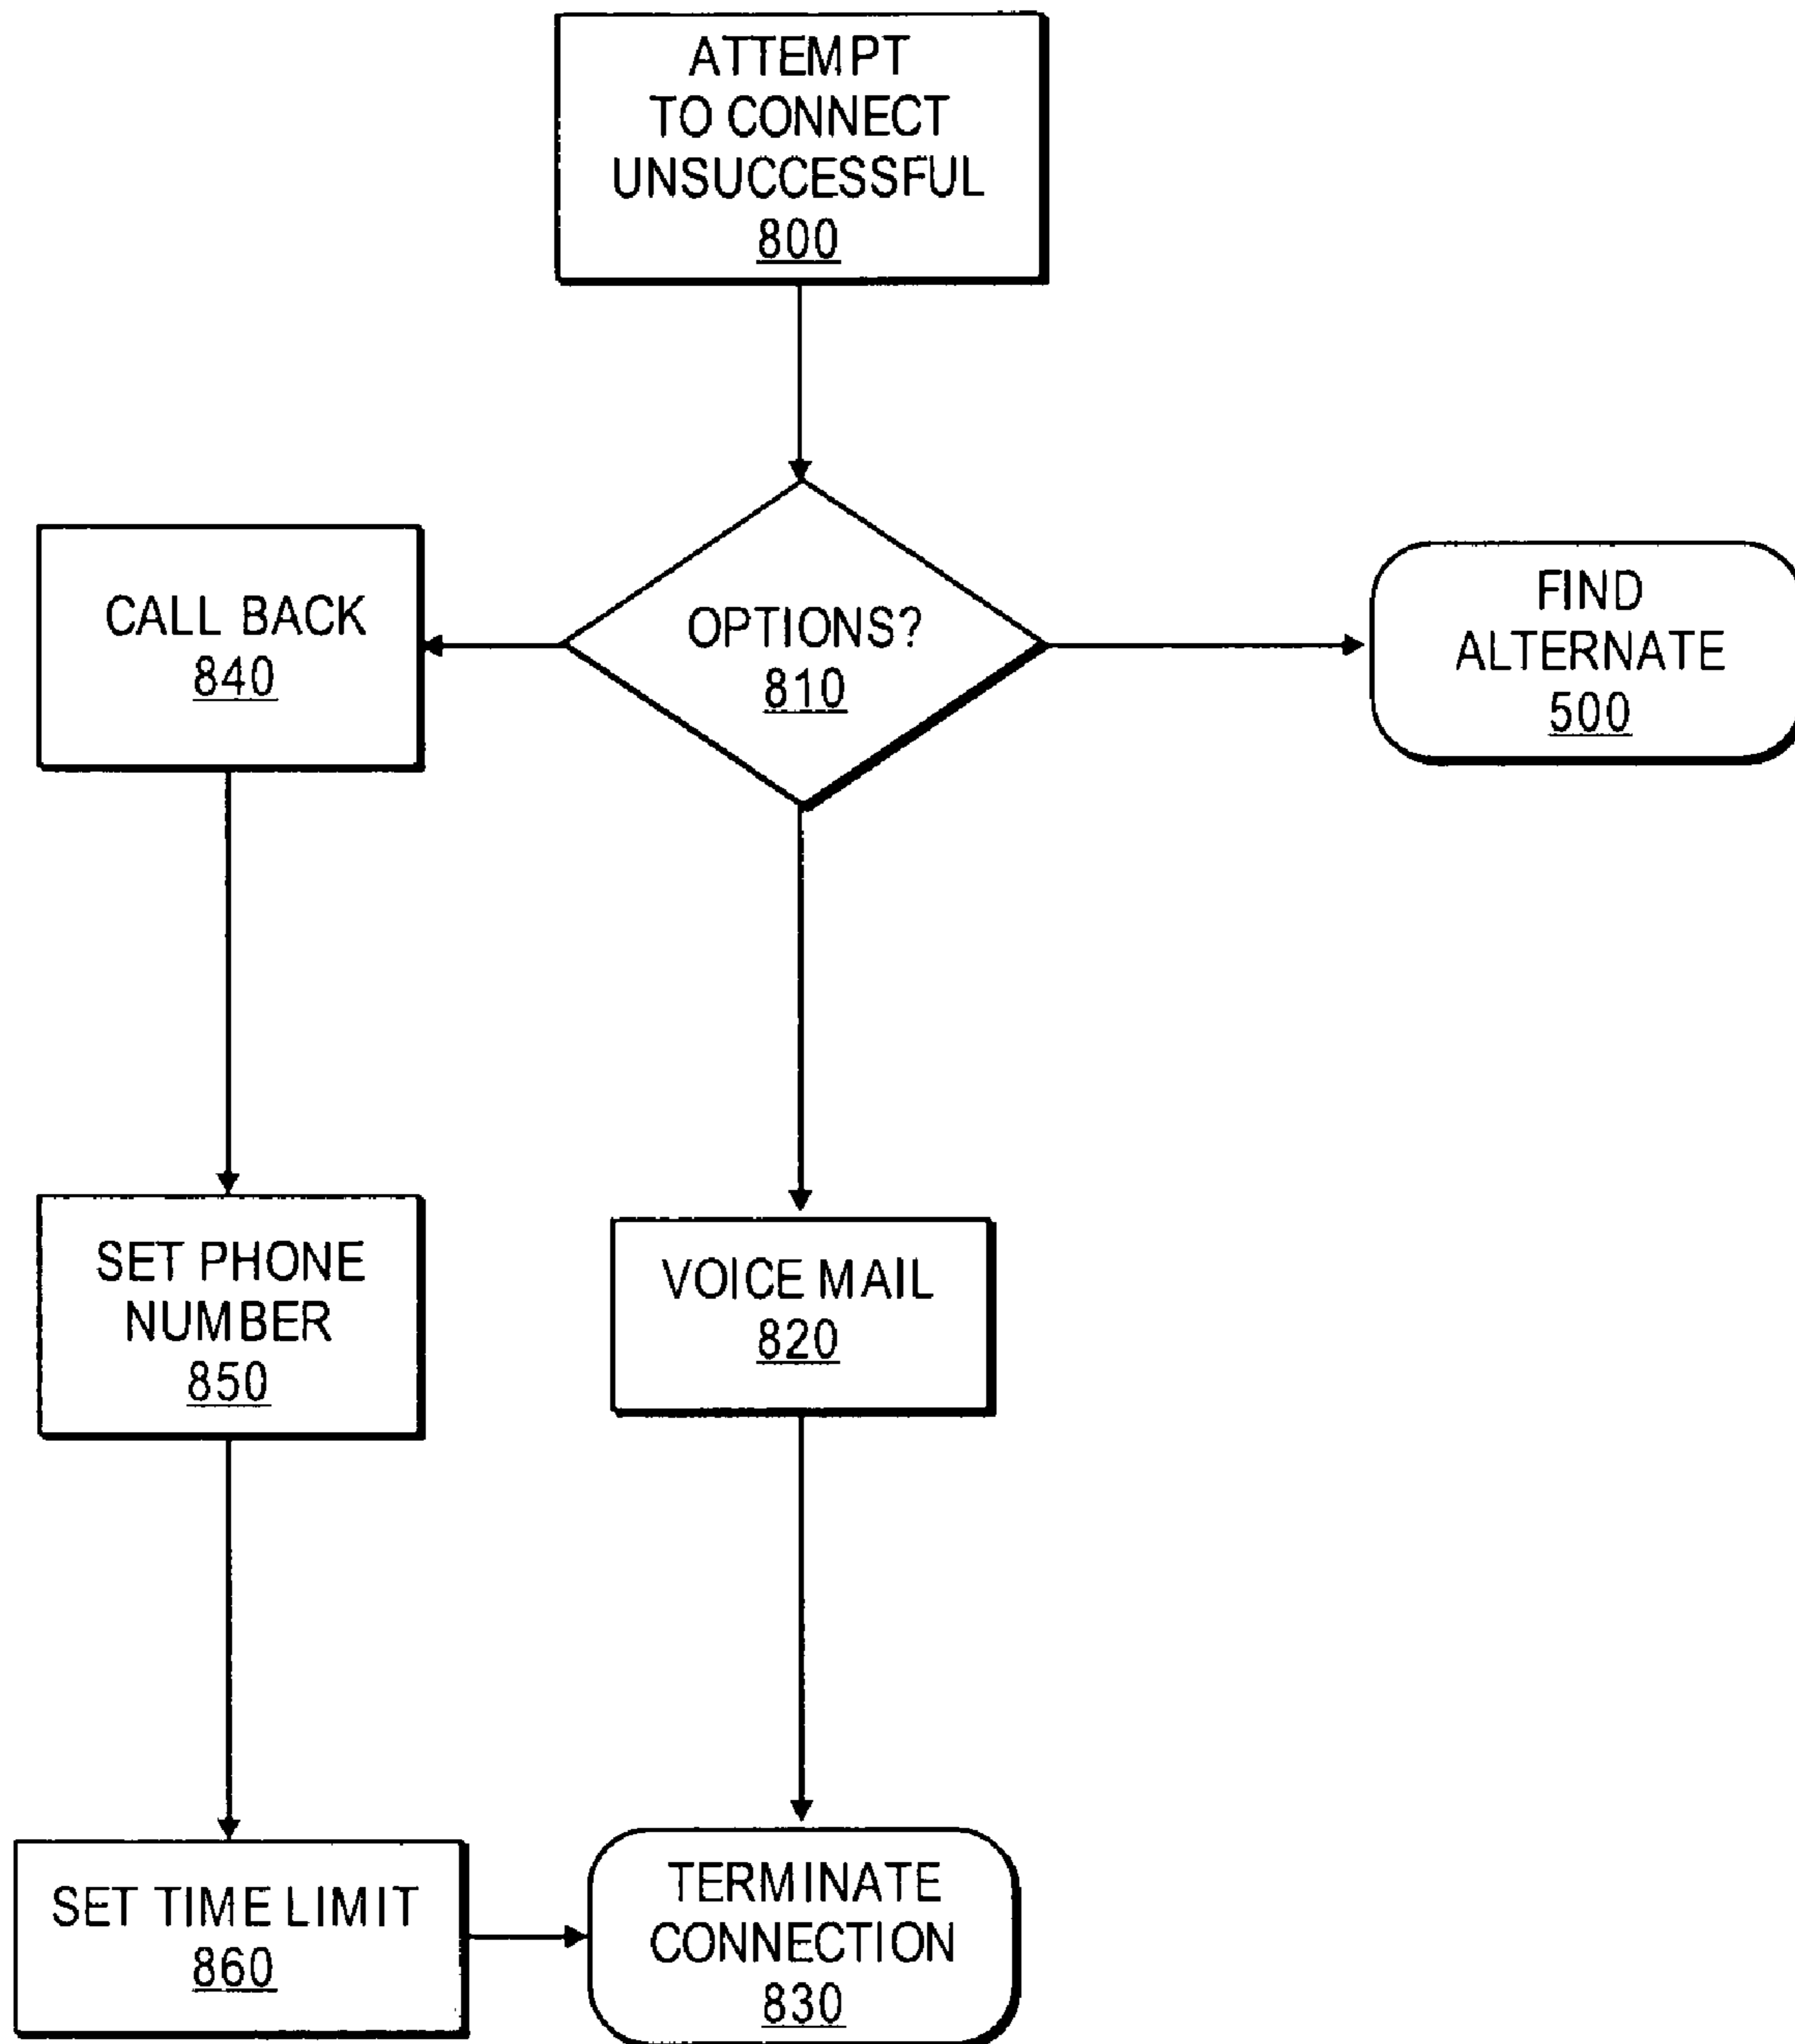 ATTEMPT
TO CONNECT
UNSUCCESSFUL
800
CALL BACK
840
OPTIONS?
810
FIND
ALTERNATE
500
SET PHONE
NUMBER
850
VOICE MAIL
820
SET TIME LIMIT
860
TERMINATE
CONNECTION
830